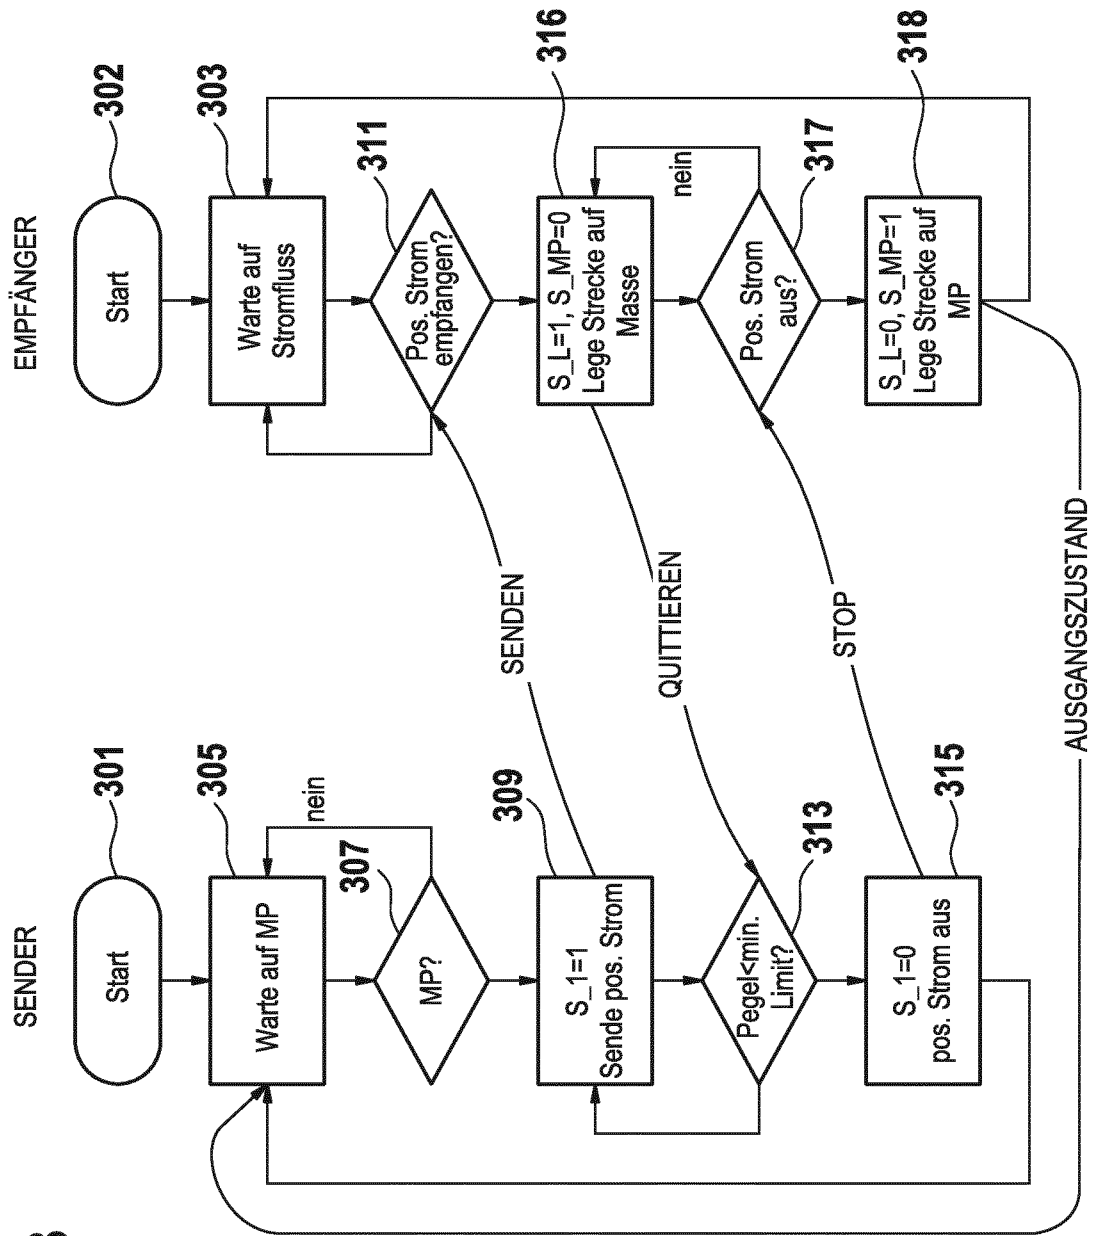 SENDER
Start
301
Warte auf MP
305
nein
MP?
307
S_1=1
Sende pos. Strom
309
Pegel<min.
Limit?
313
S_1=0
pos. Strom aus
315
SENDEN
QUITTIEREN
STOP
AUSGANGSZUSTAND
EMPFÄNGER
Start
302
Warte auf
Stromfluss
303
Pos. Strom
empfangen?
311
S_L=1, S_MP=0
Lege Strecke auf
Masse
316
nein
Pos. Strom
aus?
317
S_L=0, S_MP=1
Lege Strecke auf
MP
318